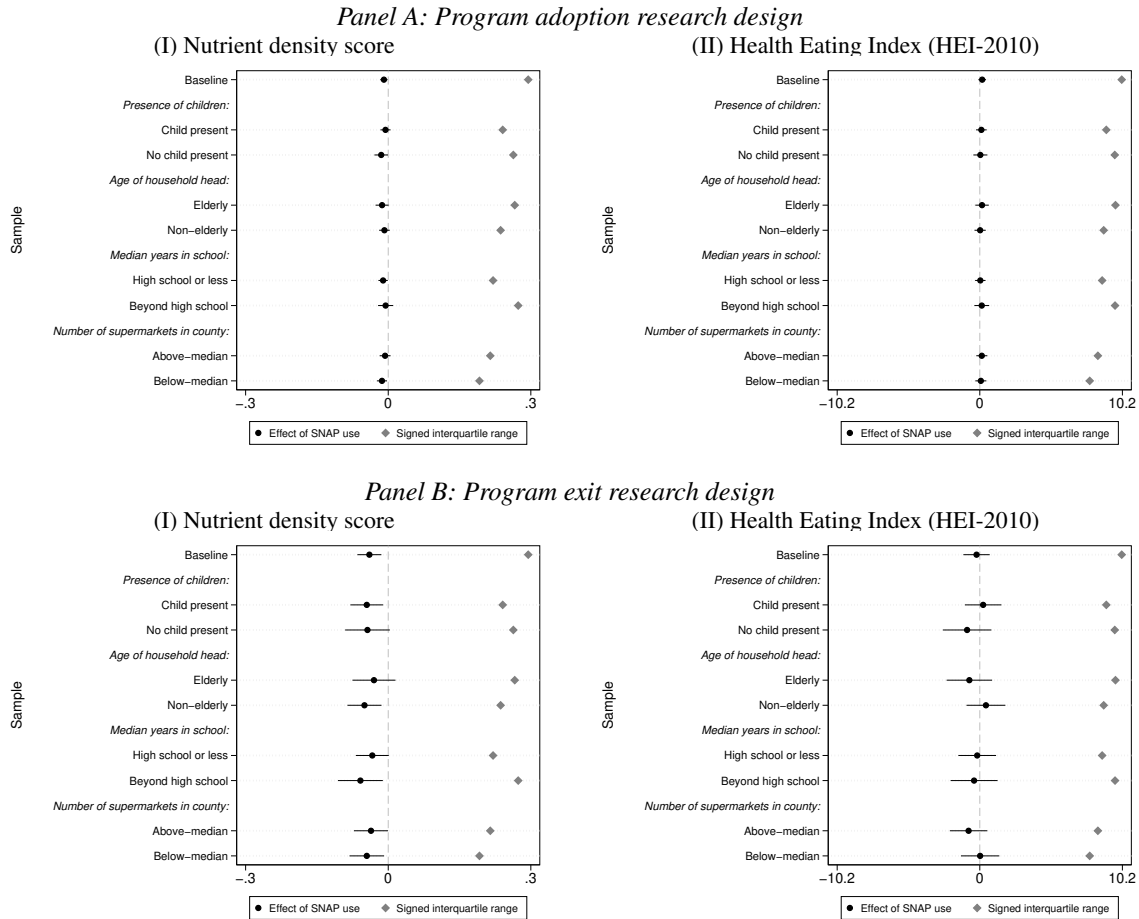 Panel A: Program adoption research design
(I) Nutrient density score
Sample
Baseline
Presence of children:
Child present
No child present
Age of household head:
Elderly
Non−elderly
Median years in school:
High school or less
Beyond high school
Number of supermarkets in county:
Above−median
Below−median
−.3 0 .3
Effect of SNAP use Signed interquartile range
(II) Health Eating Index (HEI-2010)
Sample
Baseline
Presence of children:
Child present
No child present
Age of household head:
Elderly
Non−elderly
Median years in school:
High school or less
Beyond high school
Number of supermarkets in county:
Above−median
Below−median
−10.2 0 10.2
Effect of SNAP use Signed interquartile range
Panel B: Program exit research design
(I) Nutrient density score
Sample
Baseline
Presence of children:
Child present
No child present
Age of household head:
Elderly
Non−elderly
Median years in school:
High school or less
Beyond high school
Number of supermarkets in county:
Above−median
Below−median
−.3 0 .3
Effect of SNAP use Signed interquartile range
(II) Health Eating Index (HEI-2010)
Sample
Baseline
Presence of children:
Child present
No child present
Age of household head:
Elderly
Non−elderly
Median years in school:
High school or less
Beyond high school
Number of supermarkets in county:
Above−median
Below−median
−10.2 0 10.2
Effect of SNAP use Signed interquartile range